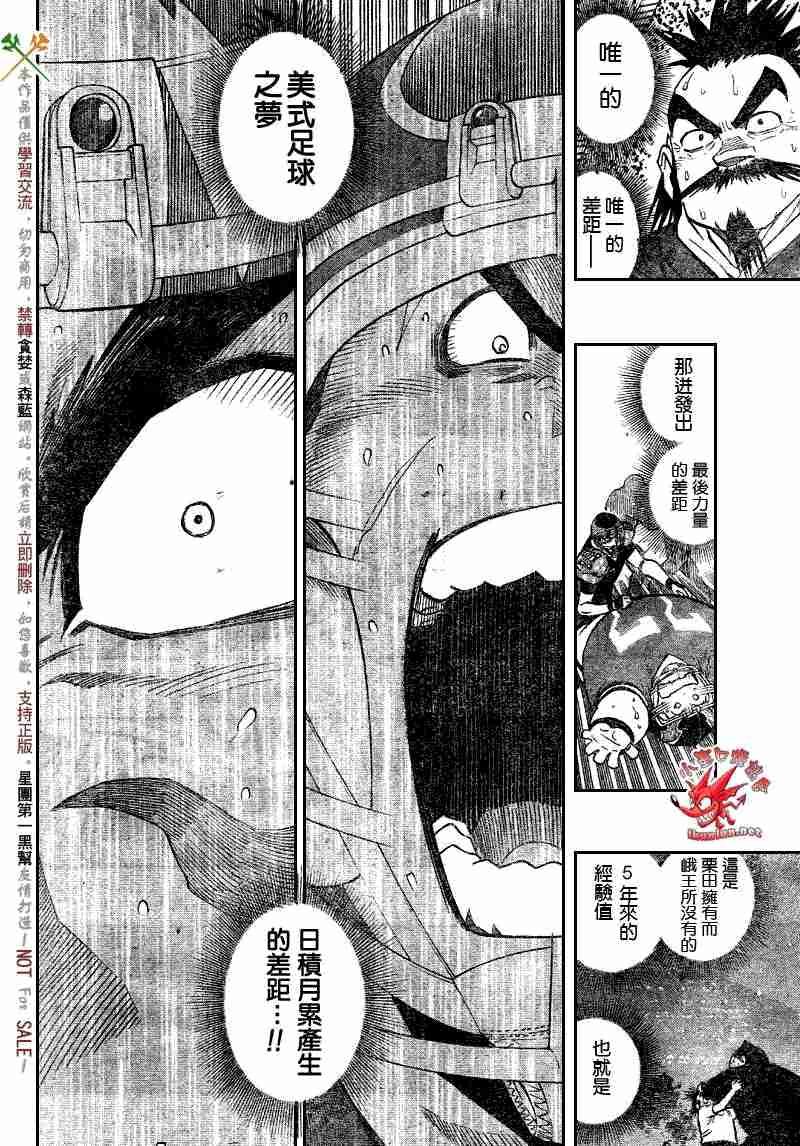 唯一的
唯一的
差距—
那迸發出
最後力量
的差距
這是
栗田擁有而
峨王所沒有的
5年來的
經驗值
也就是
美式足球
之夢
日積月累產生
的差距…!!
本作品僅供學習交流，切勿商用，禁轉貪婪或森藍網站。欣賞后請立即刪除，如您喜歡，支持正版。星團第一黑幫友情打造—NOT For SALE—